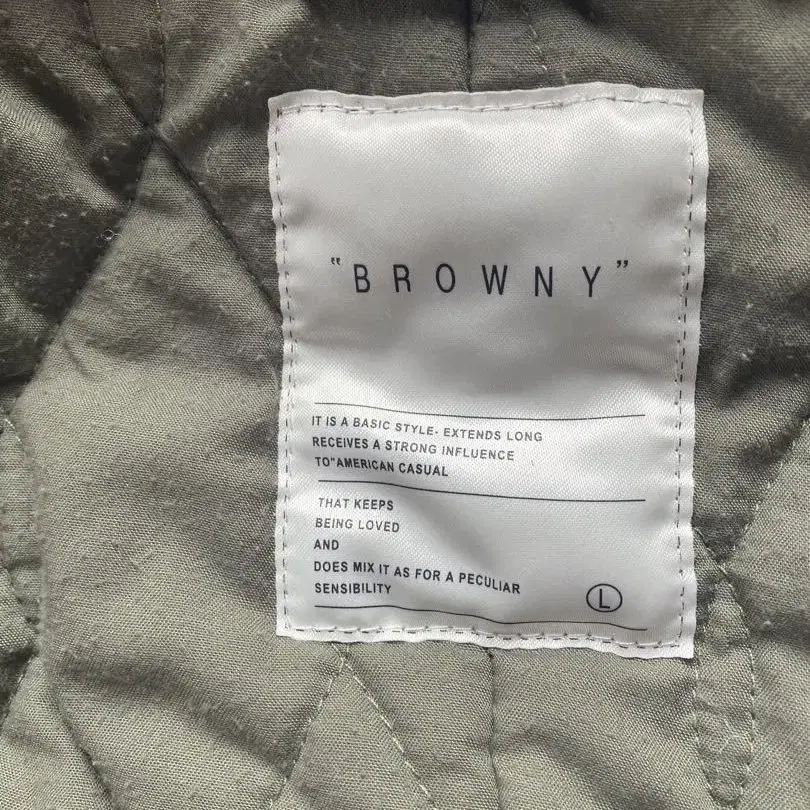 "BROWNY"
IT IS A BASIC STYLE- EXTENDS LONG
RECEIVES A STRONG INFLUENCE
TO"AMERICAN CASUAL
THAT KEEPS
BEING LOVED
AND
DOES MIX IT AS FOR A PECULIAR
SENSIBILITY
L